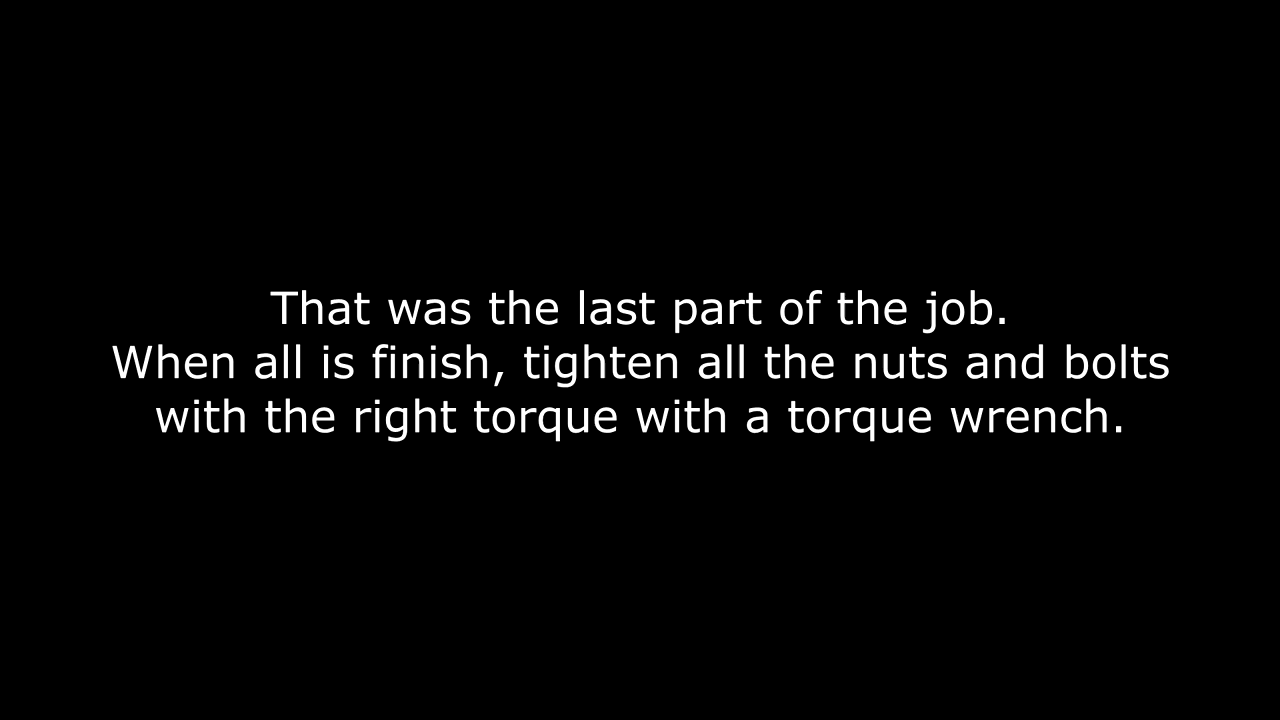 That was the last part of the job.
When all is finish, tighten all the nuts and bolts
with the right torque with a torque wrench.